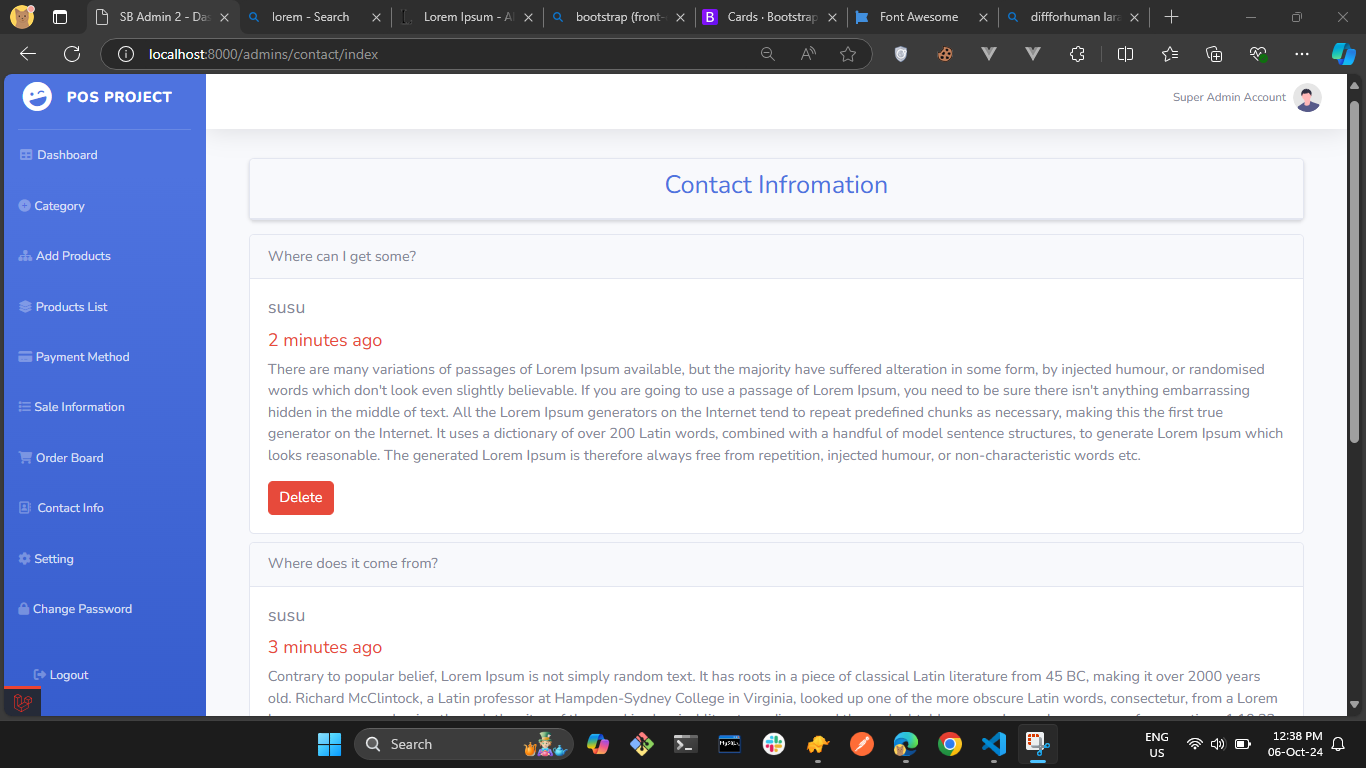 SB Admin 2 - Das
lorem - Search
Lorem Ipsum - Al
bootstrap (front-
Cards · Bootstrap
Font Awesome
diffforhuman lara
localhost:8000/admins/contact/index
POS PROJECT
Super Admin Account
Dashboard
Category
Add Products
Products List
Payment Method
Sale Information
Order Board
Contact Info
Setting
Change Password
Logout
Contact Infromation
Where can I get some?
susu
2 minutes ago
There are many variations of passages of Lorem Ipsum available, but the majority have suffered alteration in some form, by injected humour, or randomised
words which don't look even slightly believable. If you are going to use a passage of Lorem Ipsum, you need to be sure there isn't anything embarrassing
hidden in the middle of text. All the Lorem Ipsum generators on the Internet tend to repeat predefined chunks as necessary, making this the first true
generator on the Internet. It uses a dictionary of over 200 Latin words, combined with a handful of model sentence structures, to generate Lorem Ipsum which
looks reasonable. The generated Lorem Ipsum is therefore always free from repetition, injected humour, or non-characteristic words etc.
Delete
Where does it come from?
susu
3 minutes ago
Contrary to popular belief, Lorem Ipsum is not simply random text. It has roots in a piece of classical Latin literature from 45 BC, making it over 2000 years
old. Richard McClintock, a Latin professor at Hampden-Sydney College in Virginia, looked up one of the more obscure Latin words, consectetur, from a Lorem
Search
MySQL
ENG
US
12:38 PM
06-Oct-24